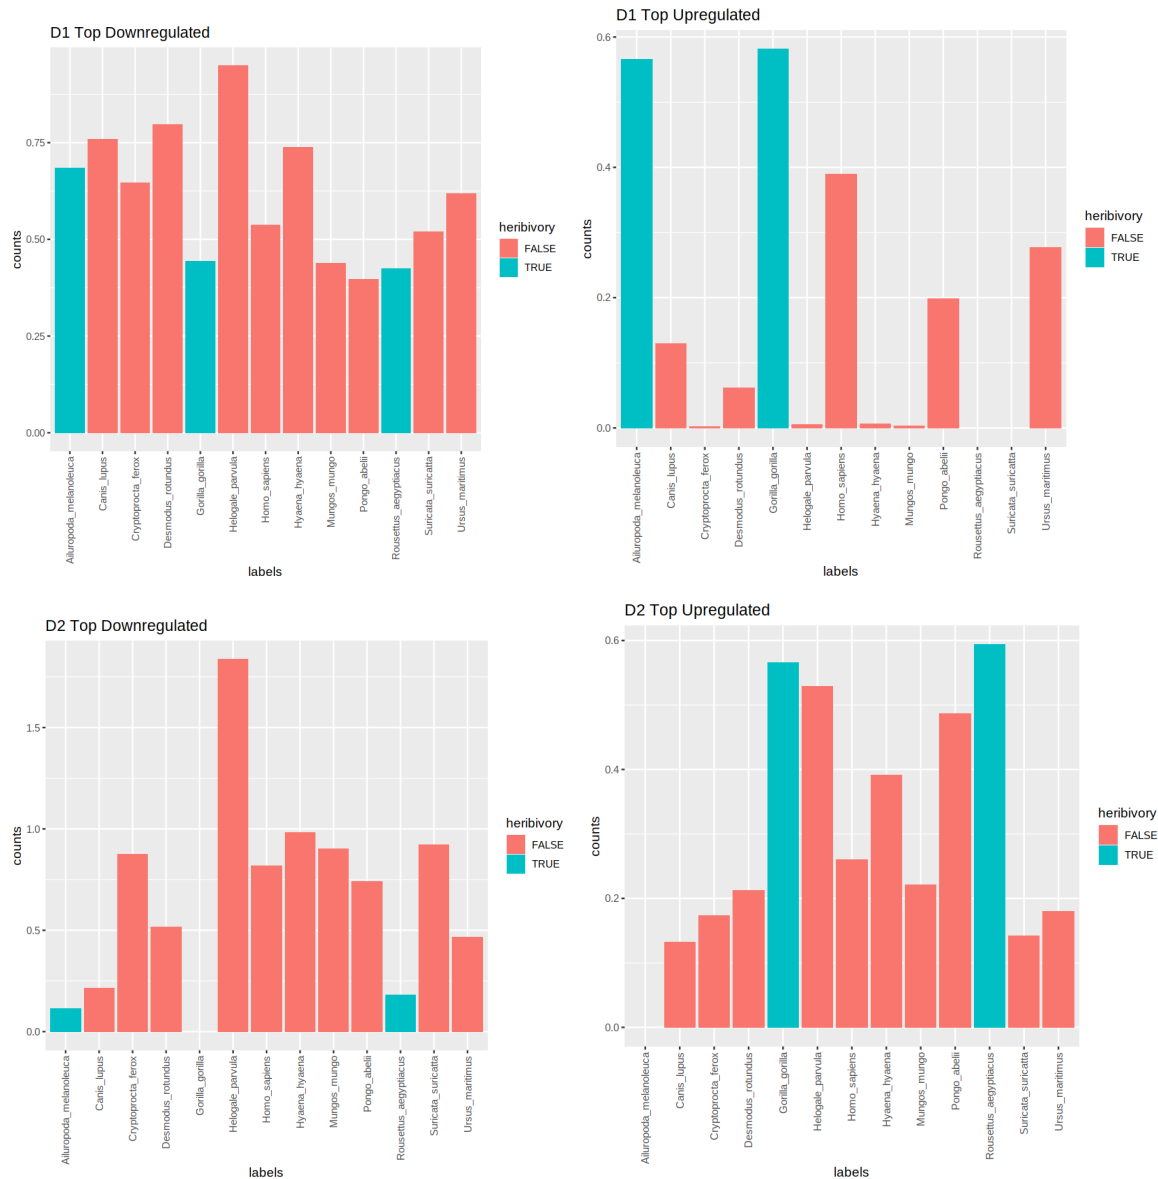 D1 Top Downregulated
counts
0.75
0.50
0.25
0.00
Ailuropoda_melanoleuca
Canis_lupus
Cryptoprocta_ferox
Desmodus_rotundus
Gorilla_gorilla
Helogale_parvula
Homo_sapiens
Hyaena_hyaena
Mungos_mungo
Pongo_abelii
Rousettus_aegyptiacus
Suricata_suricatta
Ursus_maritimus
labels
heribivory
FALSE
TRUE
D1 Top Upregulated
counts
0.6
0.4
0.2
0.0
Ailuropoda_melanoleuca
Canis_lupus
Cryptoprocta_ferox
Desmodus_rotundus
Gorilla_gorilla
Helogale_parvula
Homo_sapiens
Hyaena_hyaena
Mungos_mungo
Pongo_abelii
Rousettus_aegyptiacus
Suricata_suricatta
Ursus_maritimus
labels
heribivory
FALSE
TRUE
D2 Top Downregulated
counts
1.5
1.0
0.5
0.0
Ailuropoda_melanoleuca
Canis_lupus
Cryptoprocta_ferox
Desmodus_rotundus
Gorilla_gorilla
Helogale_parvula
Homo_sapiens
Hyaena_hyaena
Mungos_mungo
Pongo_abelii
Rousettus_aegyptiacus
Suricata_suricatta
Ursus_maritimus
labels
heribivory
FALSE
TRUE
D2 Top Upregulated
counts
0.6
0.4
0.2
0.0
Ailuropoda_melanoleuca
Canis_lupus
Cryptoprocta_ferox
Desmodus_rotundus
Gorilla_gorilla
Helogale_parvula
Homo_sapiens
Hyaena_hyaena
Mungos_mungo
Pongo_abelii
Rousettus_aegyptiacus
Suricata_suricatta
Ursus_maritimus
labels
heribivory
FALSE
TRUE